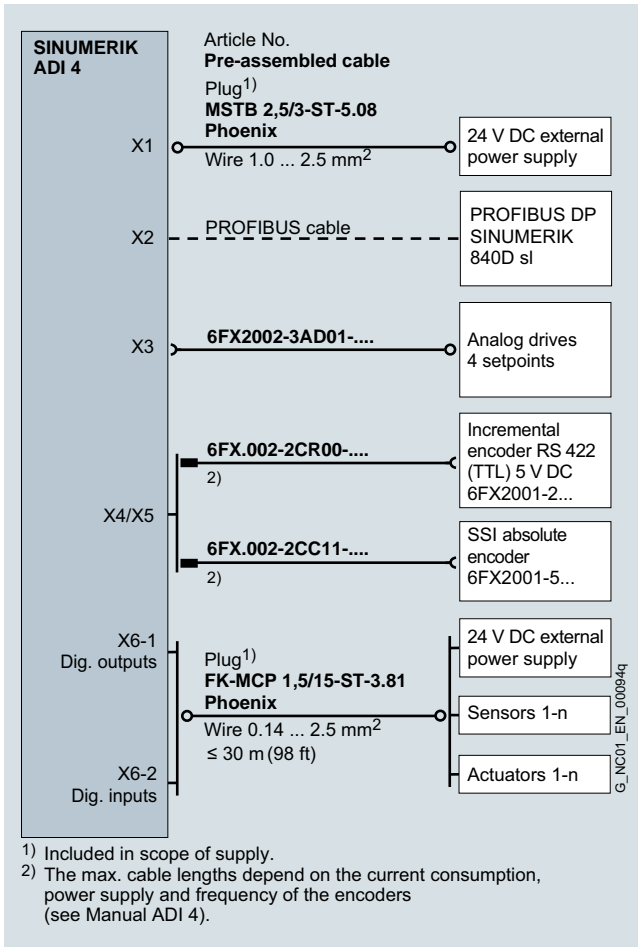 SINUMERIK
ADI 4
Article No.
Pre-assembled cable
Plug1)
MSTB 2,5/3-ST-5.08
Phoenix
X1
Wire 1.0 ... 2.5 mm2
24 V DC external
power supply
X2
PROFIBUS cable
PROFIBUS DP
SINUMERIK
840D sl
X3
6FX2002-3AD01-....
Analog drives
4 setpoints
X4/X5
6FX.002-2CR00-....
2)
Incremental
encoder RS 422
(TTL) 5 V DC
6FX2001-2...
6FX.002-2CC11-....
2)
SSI absolute
encoder
6FX2001-5...
X6-1
Dig. outputs
Plug1)
FK-MCP 1,5/15-ST-3.81
Phoenix
Wire 0.14 ... 2.5 mm2
≤ 30 m (98 ft)
X6-2
Dig. inputs
24 V DC external
power supply
Sensors 1-n
Actuators 1-n
G_NC01_EN_00094q
1) Included in scope of supply.
2) The max. cable lengths depend on the current consumption,
power supply and frequency of the encoders
(see Manual ADI 4).